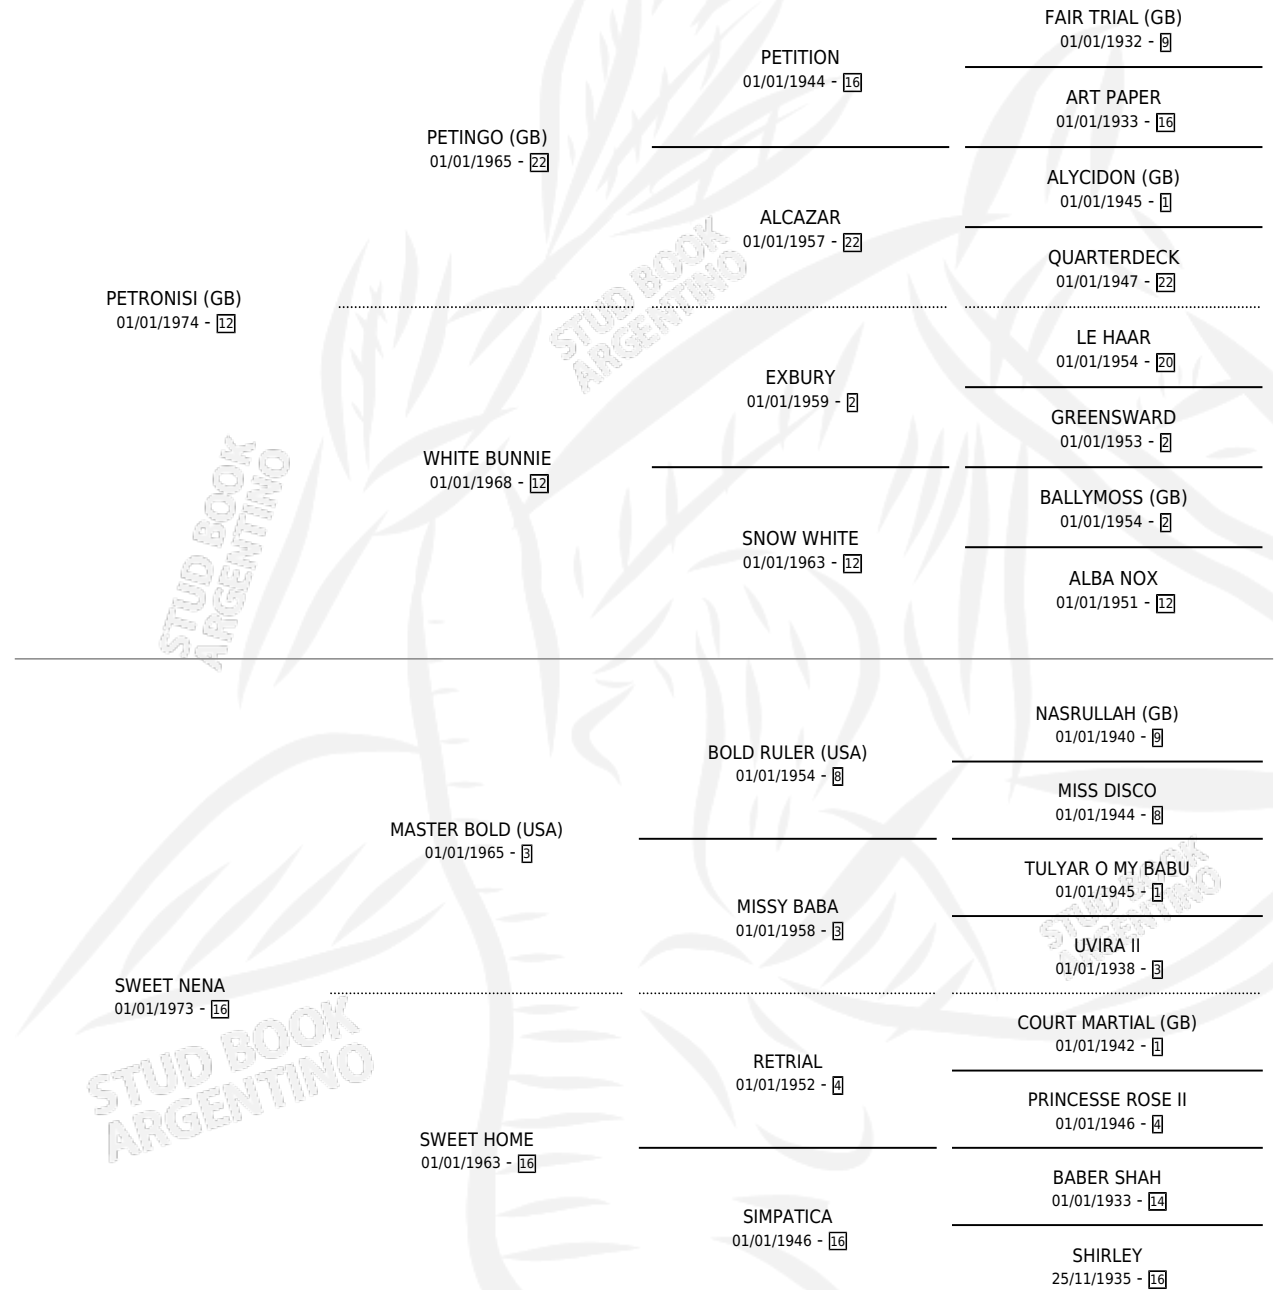 FAIR TRIAL (GB)
01/01/1932 - 9
PETITION
01/01/1944 - 16
ART PAPER
01/01/1933 - 16
PETINGO (GB)
01/01/1965 - 22
ALYCIDON (GB)
01/01/1945 - 1
ALCAZAR
01/01/1957 - 22
QUARTERDECK
01/01/1947 - 22
PETRONISI (GB)
01/01/1974 - 12
LE HAAR
01/01/1954 - 20
EXBURY
01/01/1959 - 2
GREENSWARD
01/01/1953 - 2
WHITE BUNNIE
01/01/1968 - 12
BALLYMOSS (GB)
01/01/1954 - 2
SNOW WHITE
01/01/1963 - 12
ALBA NOX
01/01/1951 - 12
NASRULLAH (GB)
01/01/1940 - 9
BOLD RULER (USA)
01/01/1954 - 8
MISS DISCO
01/01/1944 - 8
MASTER BOLD (USA)
01/01/1965 - 3
TULYAR O MY BABU
01/01/1945 - 1
MISSY BABA
01/01/1958 - 3
UVIRA II
01/01/1938 - 3
SWEET NENA
01/01/1973 - 16
COURT MARTIAL (GB)
01/01/1942 - 1
RETRIAL
01/01/1952 - 4
PRINCESSE ROSE II
01/01/1946 - 4
SWEET HOME
01/01/1963 - 16
BABER SHAH
01/01/1933 - 14
SIMPATICA
01/01/1946 - 16
SHIRLEY
25/11/1935 - 16
STUD BOOK
ARGENTINO
STUD BOOK
ARGENTINO
STUD BOOK
ARGENTINO
STUD BOOK
ARGENTINO